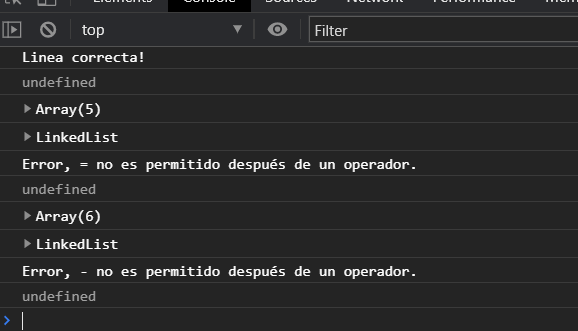 Elements Console Sources Network Performance Mem
top Filter
Linea correcta!
undefined
Array(5)
LinkedList
Error, = no es permitido después de un operador.
undefined
Array(6)
LinkedList
Error, - no es permitido después de un operador.
undefined